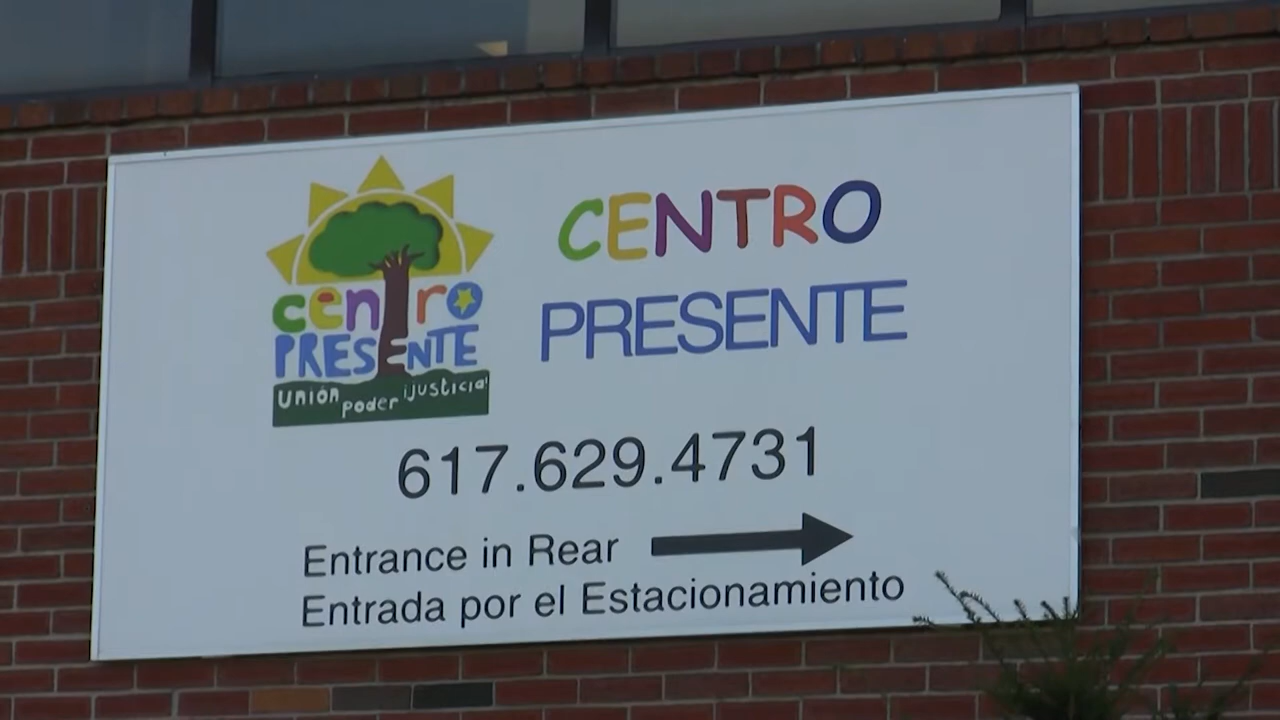 centro
PRESENTE
Unión poder ¡justicia!
CENTRO
PRESENTE
617.629.4731
Entrance in Rear
Entrada por el Estacionamiento